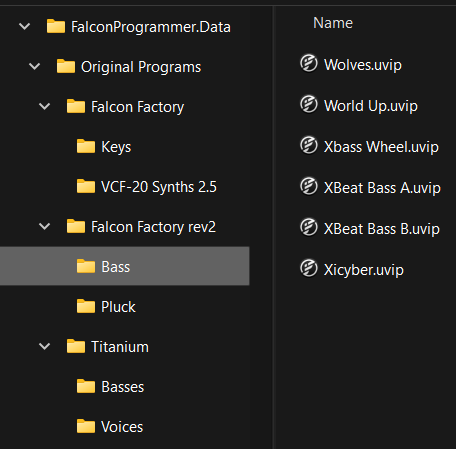 FalconProgrammer.Data
Original Programs
Falcon Factory
Keys
VCF-20 Synths 2.5
Falcon Factory rev2
Bass
Pluck
Titanium
Basses
Voices
Name
Wolves.uvip
World Up.uvip
Xbass Wheel.uvip
XBeat Bass A.uvip
XBeat Bass B.uvip
Xicyber.uvip